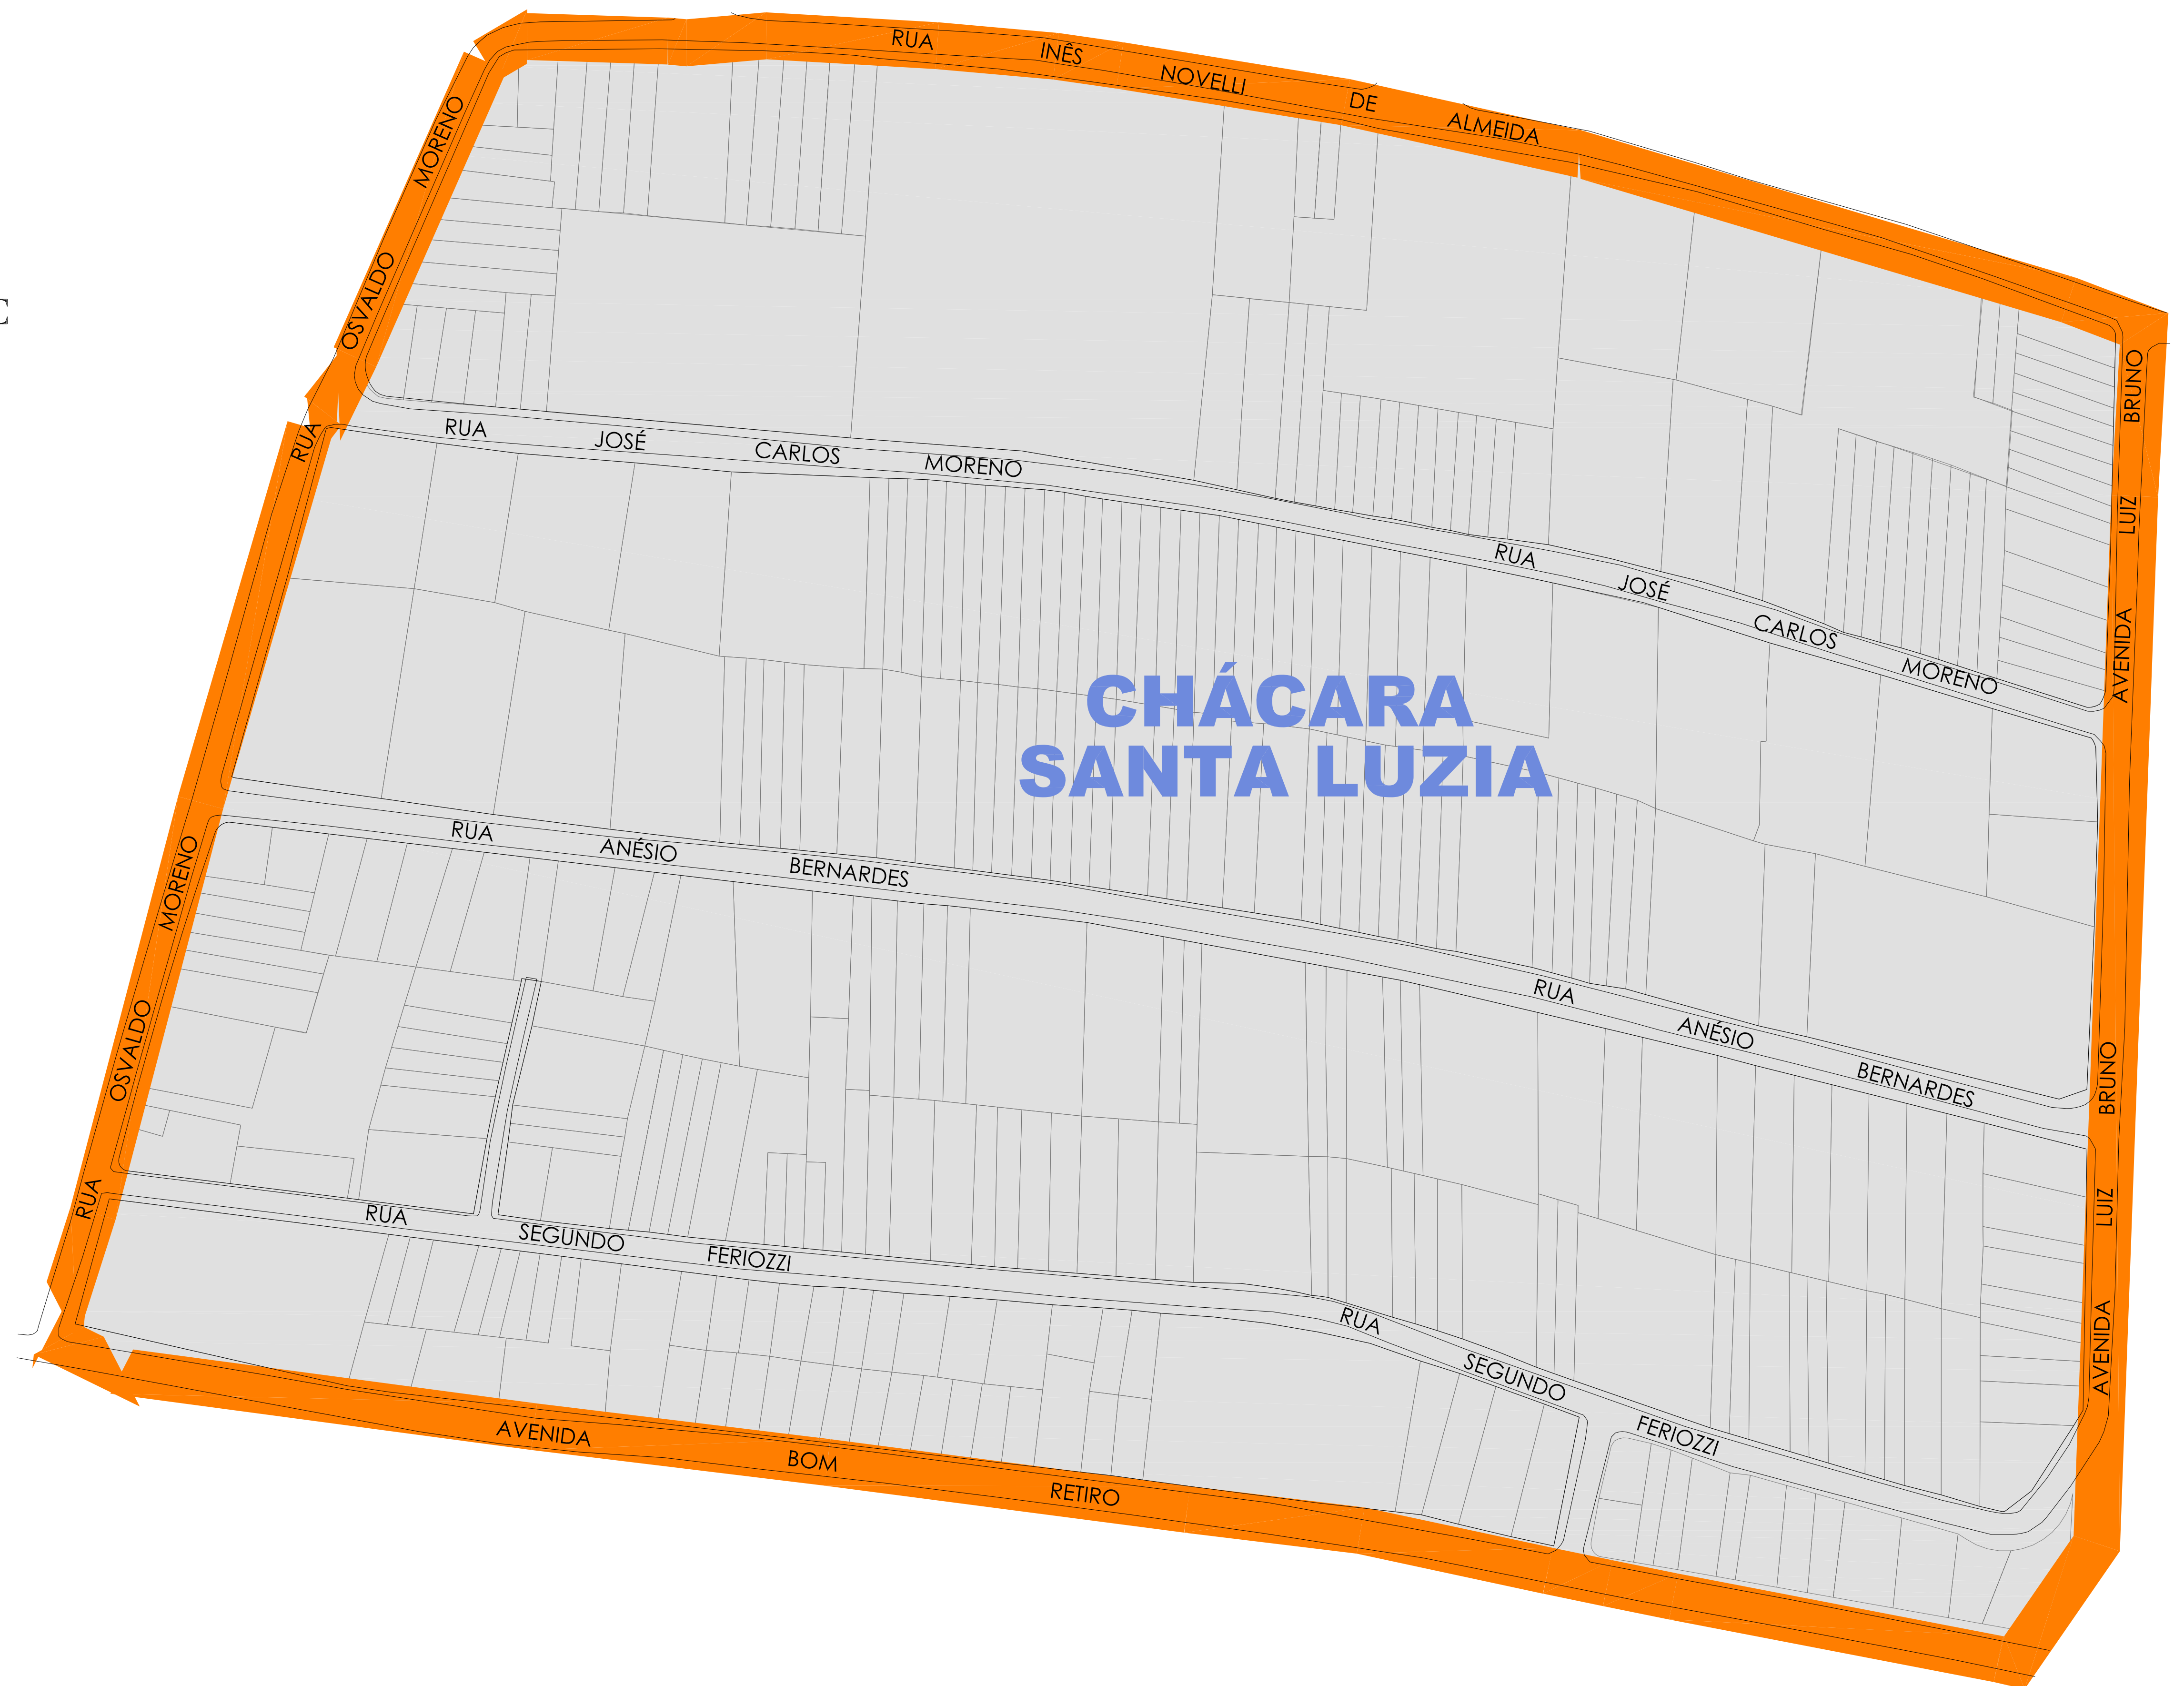 RUA INÊS NOVELLI DE ALMEIDA
RUA OSVALDO MORENO
RUA JOSÉ CARLOS MORENO
RUA JOSÉ CARLOS MORENO
AVENIDA LUIZ BRUNO
CHÁCARA
SANTA LUZIA
RUA ANÉSIO BERNARDES
RUA ANÉSIO BERNARDES
RUA OSVALDO MORENO
AVENIDA LUIZ BRUNO
RUA SEGUNDO FERIOZZI
RUA SEGUNDO FERIOZZI
AVENIDA BOM RETIRO